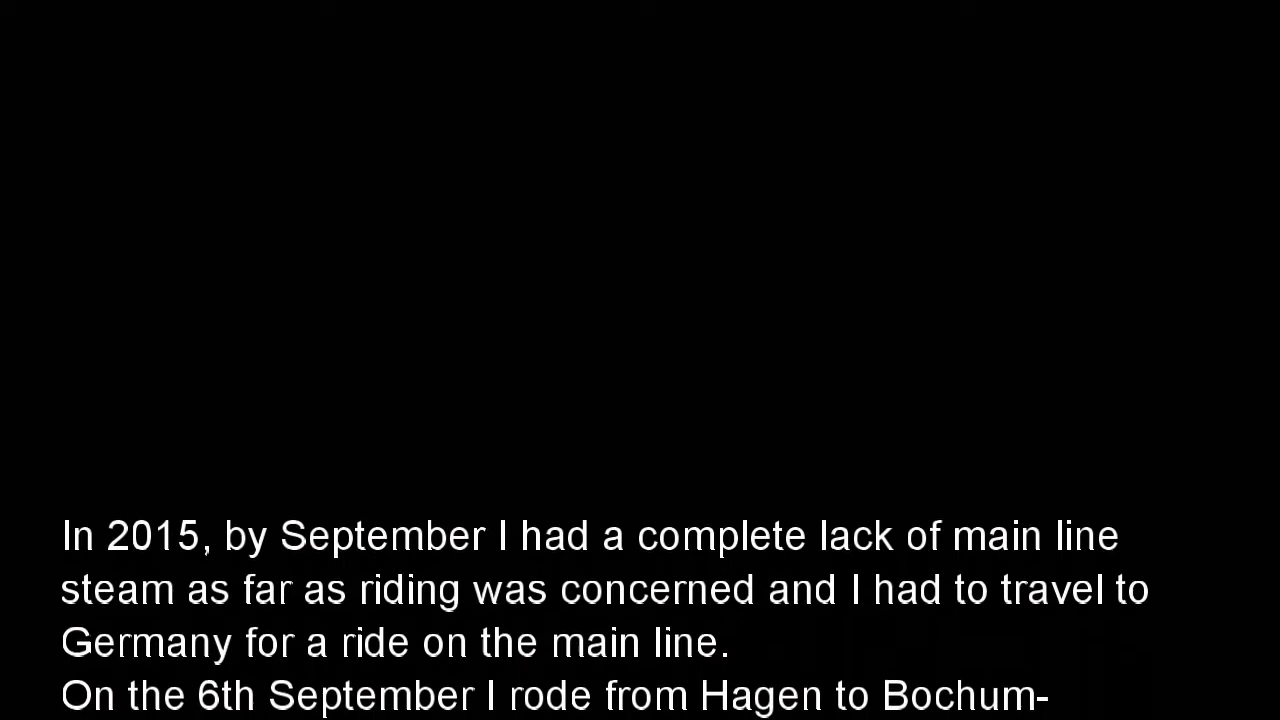 In 2015, by September I had a complete lack of main line
steam as far as riding was concerned and I had to travel to
Germany for a ride on the main line.
On the 6th September I rode from Hagen to Bochum-